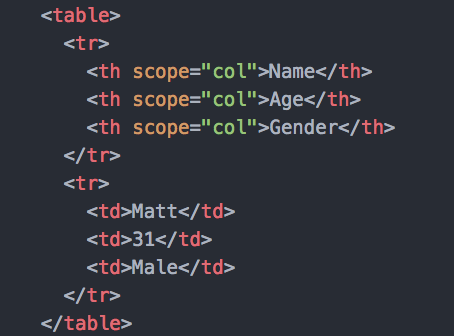 <table>
<tr>
<th scope="col">Name</th>
<th scope="col">Age</th>
<th scope="col">Gender</th>
</tr>
<tr>
<td>Matt</td>
<td>31</td>
<td>Male</td>
</tr>
</table>